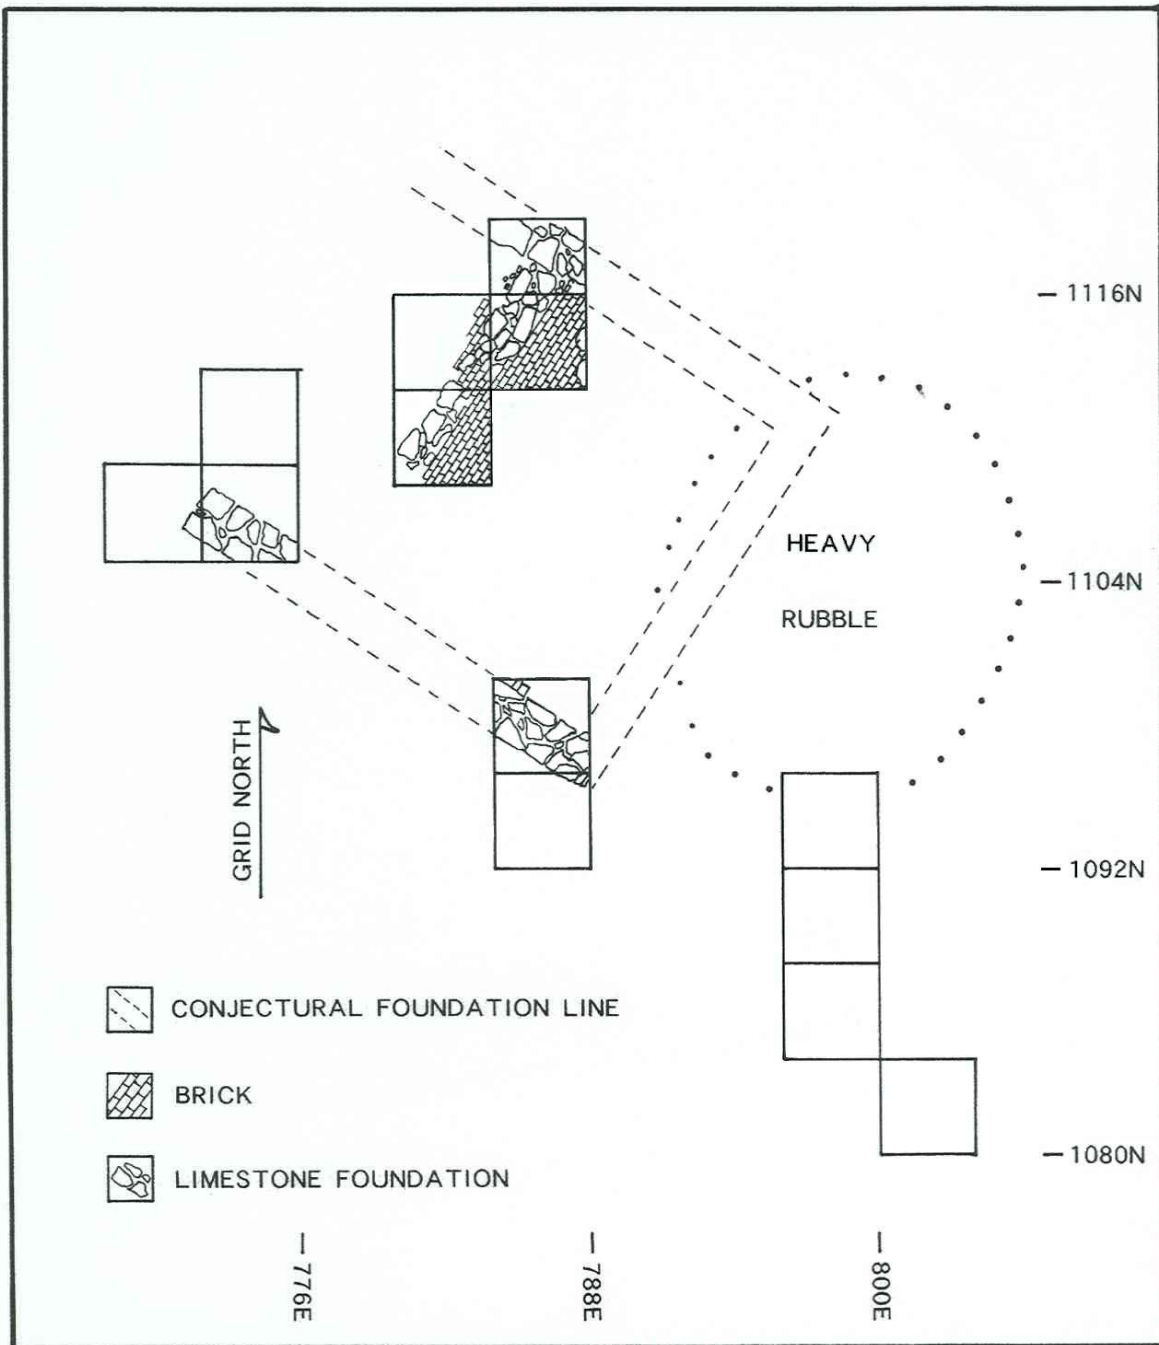 — 1116N
HEAVY
— 1104N
RUBBLE
GRID NORTH
— 1092N
CONJECTURAL FOUNDATION LINE
BRICK
— 1080N
LIMESTONE FOUNDATION
— 776E
— 788E
— 800E